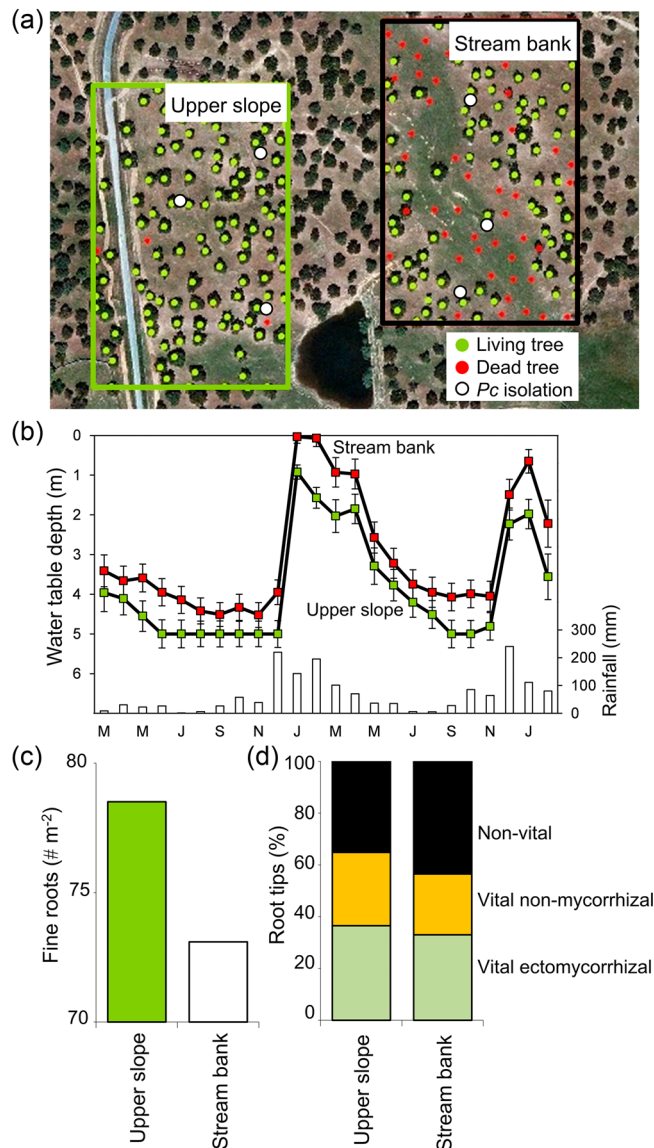 (a)
Upper slope
Stream bank
Living tree
Dead tree
Pc isolation
(b)
Water table depth (m)
0
1
2
3
4
5
6
Stream bank
Upper slope
300
200
100
0
Rainfall (mm)
M M J S N J M M J S N J
(c)
Fine roots (# m-2)
80
75
70
Upper slope
Stream bank
(d)
Root tips (%)
100
80
60
40
20
0
Non-vital
Vital non-mycorrhizal
Vital ectomycorrhizal
Upper slope
Stream bank